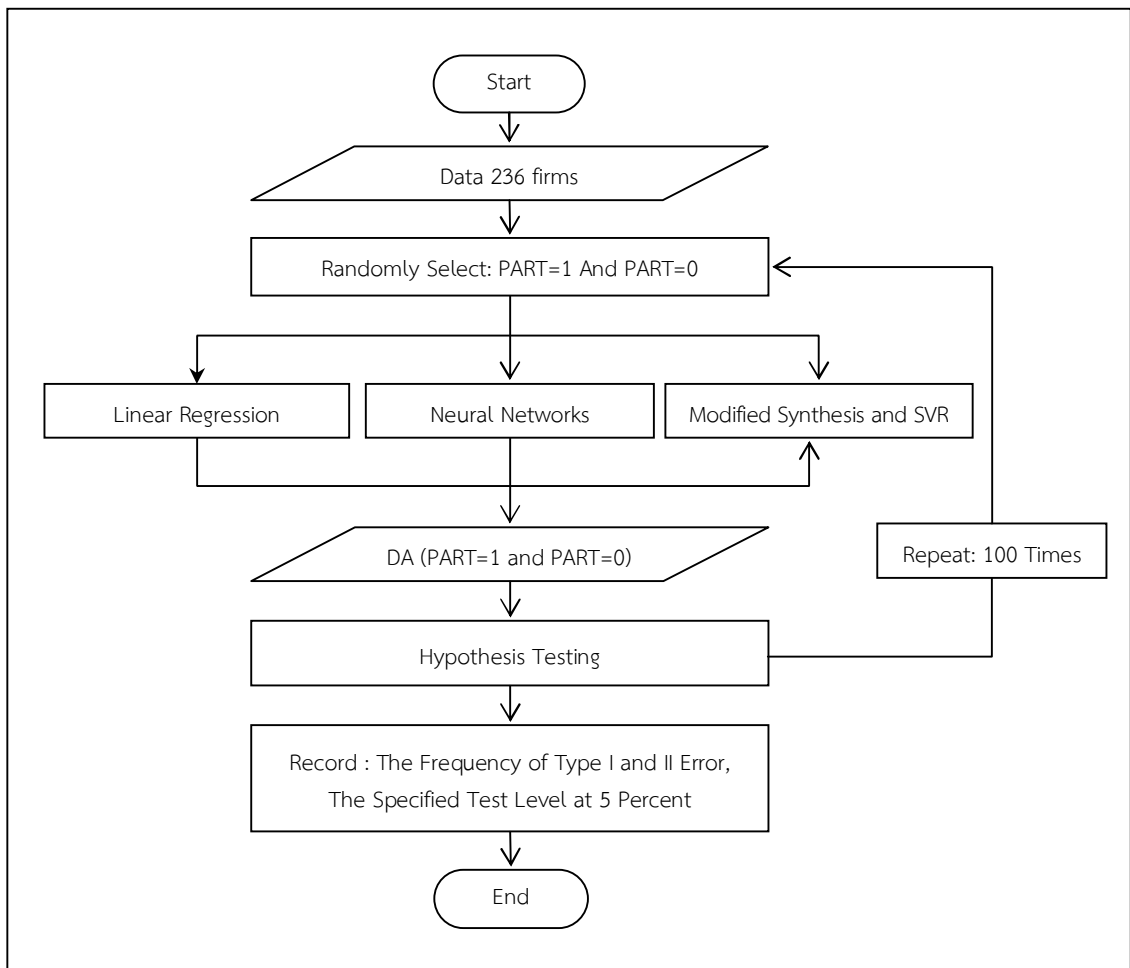 Start
Data 236 firms
Randomly Select: PART=1 And PART=0
Linear Regression
Neural Networks
Modified Synthesis and SVR
DA (PART=1 and PART=0)
Repeat: 100 Times
Hypothesis Testing
Record : The Frequency of Type I and II Error,
The Specified Test Level at 5 Percent
End